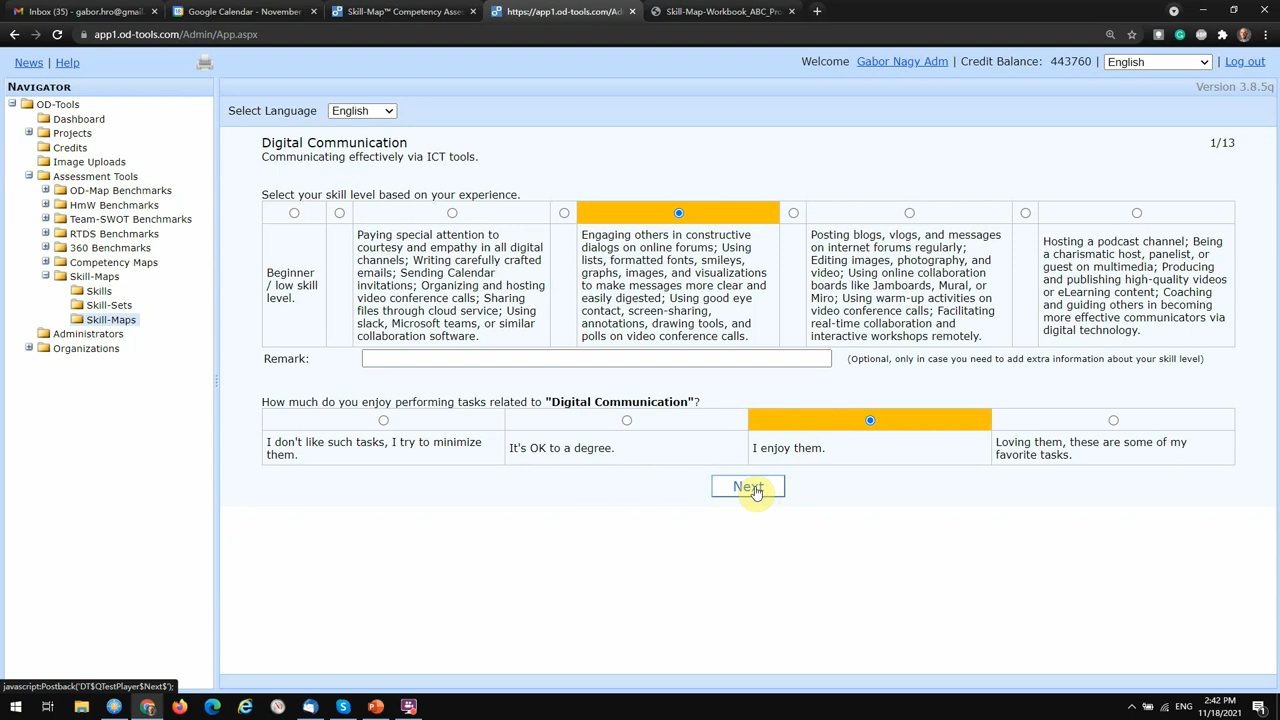 Inbox (35) - gabor.hro@gmail
Google Calendar - November
Skill-Map™ Competency Asse
https://app1.od-tools.com/Ad
Skill-Map-Workbook_ABC_Pro
app1.od-tools.com/Admin/App.aspx
News | Help
Welcome Gabor Nagy Adm | Credit Balance: 443760 | English | Log out
NAVIGATOR
Version 3.8.5q
OD-Tools
Dashboard
Projects
Credits
Image Uploads
Assessment Tools
OD-Map Benchmarks
HmW Benchmarks
Team-SWOT Benchmarks
RTDS Benchmarks
360 Benchmarks
Competency Maps
Skill-Maps
Skills
Skill-Sets
Skill-Maps
Administrators
Organizations
Select Language English
Digital Communication
1/13
Communicating effectively via ICT tools.
Select your skill level based on your experience.
Beginner
/ low skill
level.
Paying special attention to
courtesy and empathy in all digital
channels; Writing carefully crafted
emails; Sending Calendar
invitations; Organizing and hosting
video conference calls; Sharing
files through cloud service; Using
slack, Microsoft teams, or similar
collaboration software.
Engaging others in constructive
dialogs on online forums; Using
lists, formatted fonts, smileys,
graphs, images, and visualizations
to make messages more clear and
easily digested; Using good eye
contact, screen-sharing,
annotations, drawing tools, and
polls on video conference calls.
Posting blogs, vlogs, and messages
on internet forums regularly;
Editing images, photography, and
video; Using online collaboration
boards like Jamboards, Mural, or
Miro; Using warm-up activities on
video conference calls; Facilitating
real-time collaboration and
interactive workshops remotely.
Hosting a podcast channel; Being
a charismatic host, panelist, or
guest on multimedia; Producing
and publishing high-quality videos
or eLearning content; Coaching
and guiding others in becoming
more effective communicators via
digital technology.
Remark:
(Optional, only in case you need to add extra information about your skill level)
How much do you enjoy performing tasks related to "Digital Communication"?
I don't like such tasks, I try to minimize
them.
It's OK to a degree.
I enjoy them.
Loving them, these are some of my
favorite tasks.
Next
javascript:Postback('DT$QTestPlayer$Next$');
ENG
2:42 PM
11/18/2021